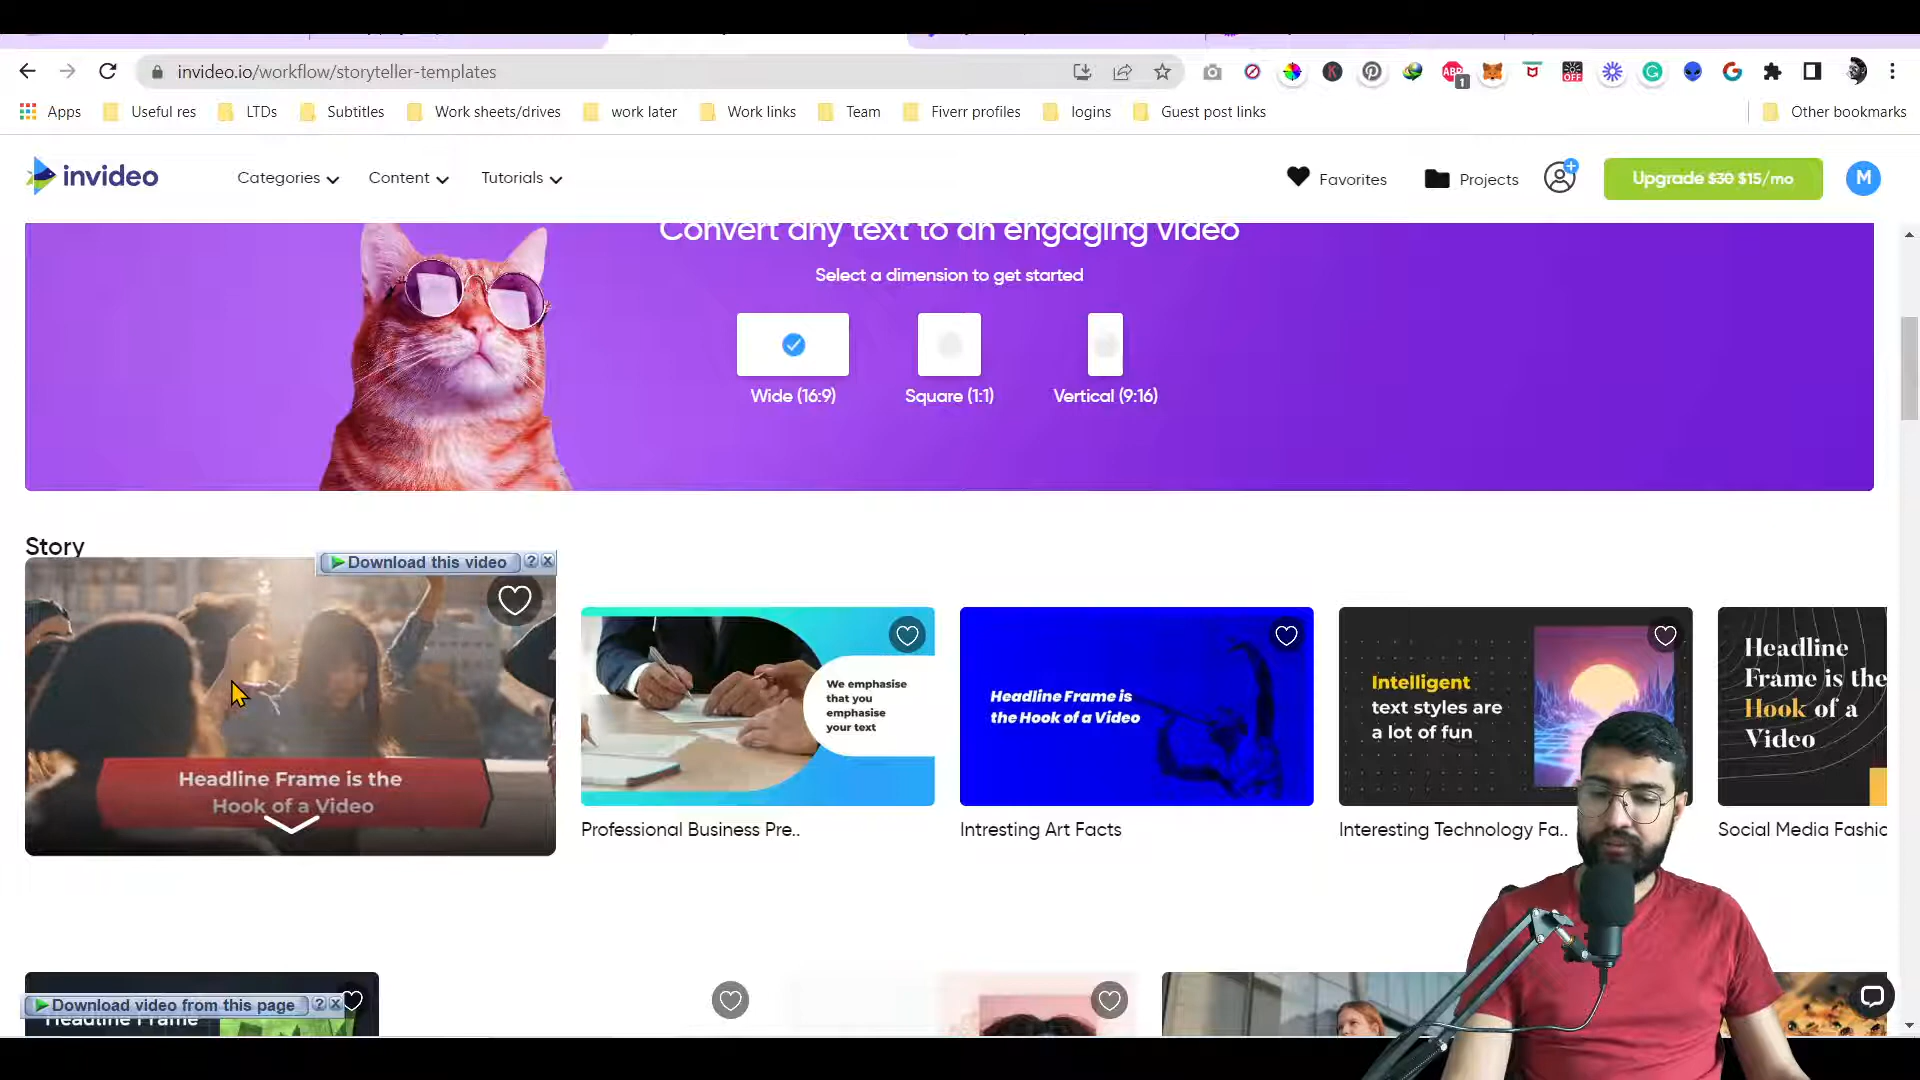 invideo.io/workflow/storyteller-templates
ABP
1
OFF
Apps
Useful res
LTDs
Subtitles
Work sheets/drives
work later
Work links
Team
Fiverr profiles
logins
Guest post links
Other bookmarks
invideo
Categories
Content
Tutorials
Favorites
Projects
Upgrade $30 $15/mo
M
Convert any text to an engaging video
Select a dimension to get started
Wide (16:9)
Square (1:1)
Vertical (9:16)
Story
Download this video
? X
Headline Frame is the
Hook of a Video
We emphasise
that you
emphasise
your text
Professional Business Pre..
Headline Frame is
the Hook of a Video
Intresting Art Facts
Intelligent
text styles are
a lot of fun
Interesting Technology Fa..
Headline
Frame is the
Hook of a
Video
Social Media Fashic
Download video from this page
? X
Headline Frame